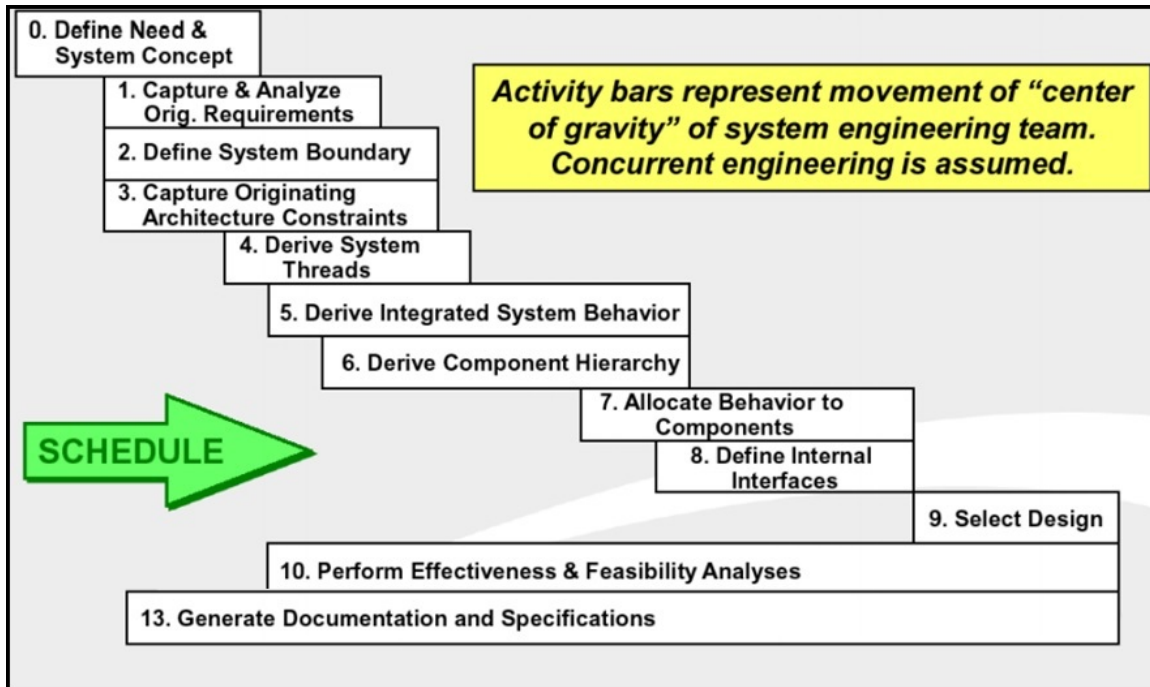 0. Define Need &
System Concept
1. Capture & Analyze
Orig. Requirements
Activity bars represent movement of “center
of gravity” of system engineering team.
Concurrent engineering is assumed.
2. Define System Boundary
3. Capture Originating
Architecture Constraints
4. Derive System
Threads
5. Derive Integrated System Behavior
6. Derive Component Hierarchy
7. Allocate Behavior to
Components
SCHEDULE
8. Define Internal
Interfaces
9. Select Design
10. Perform Effectiveness & Feasibility Analyses
13. Generate Documentation and Specifications